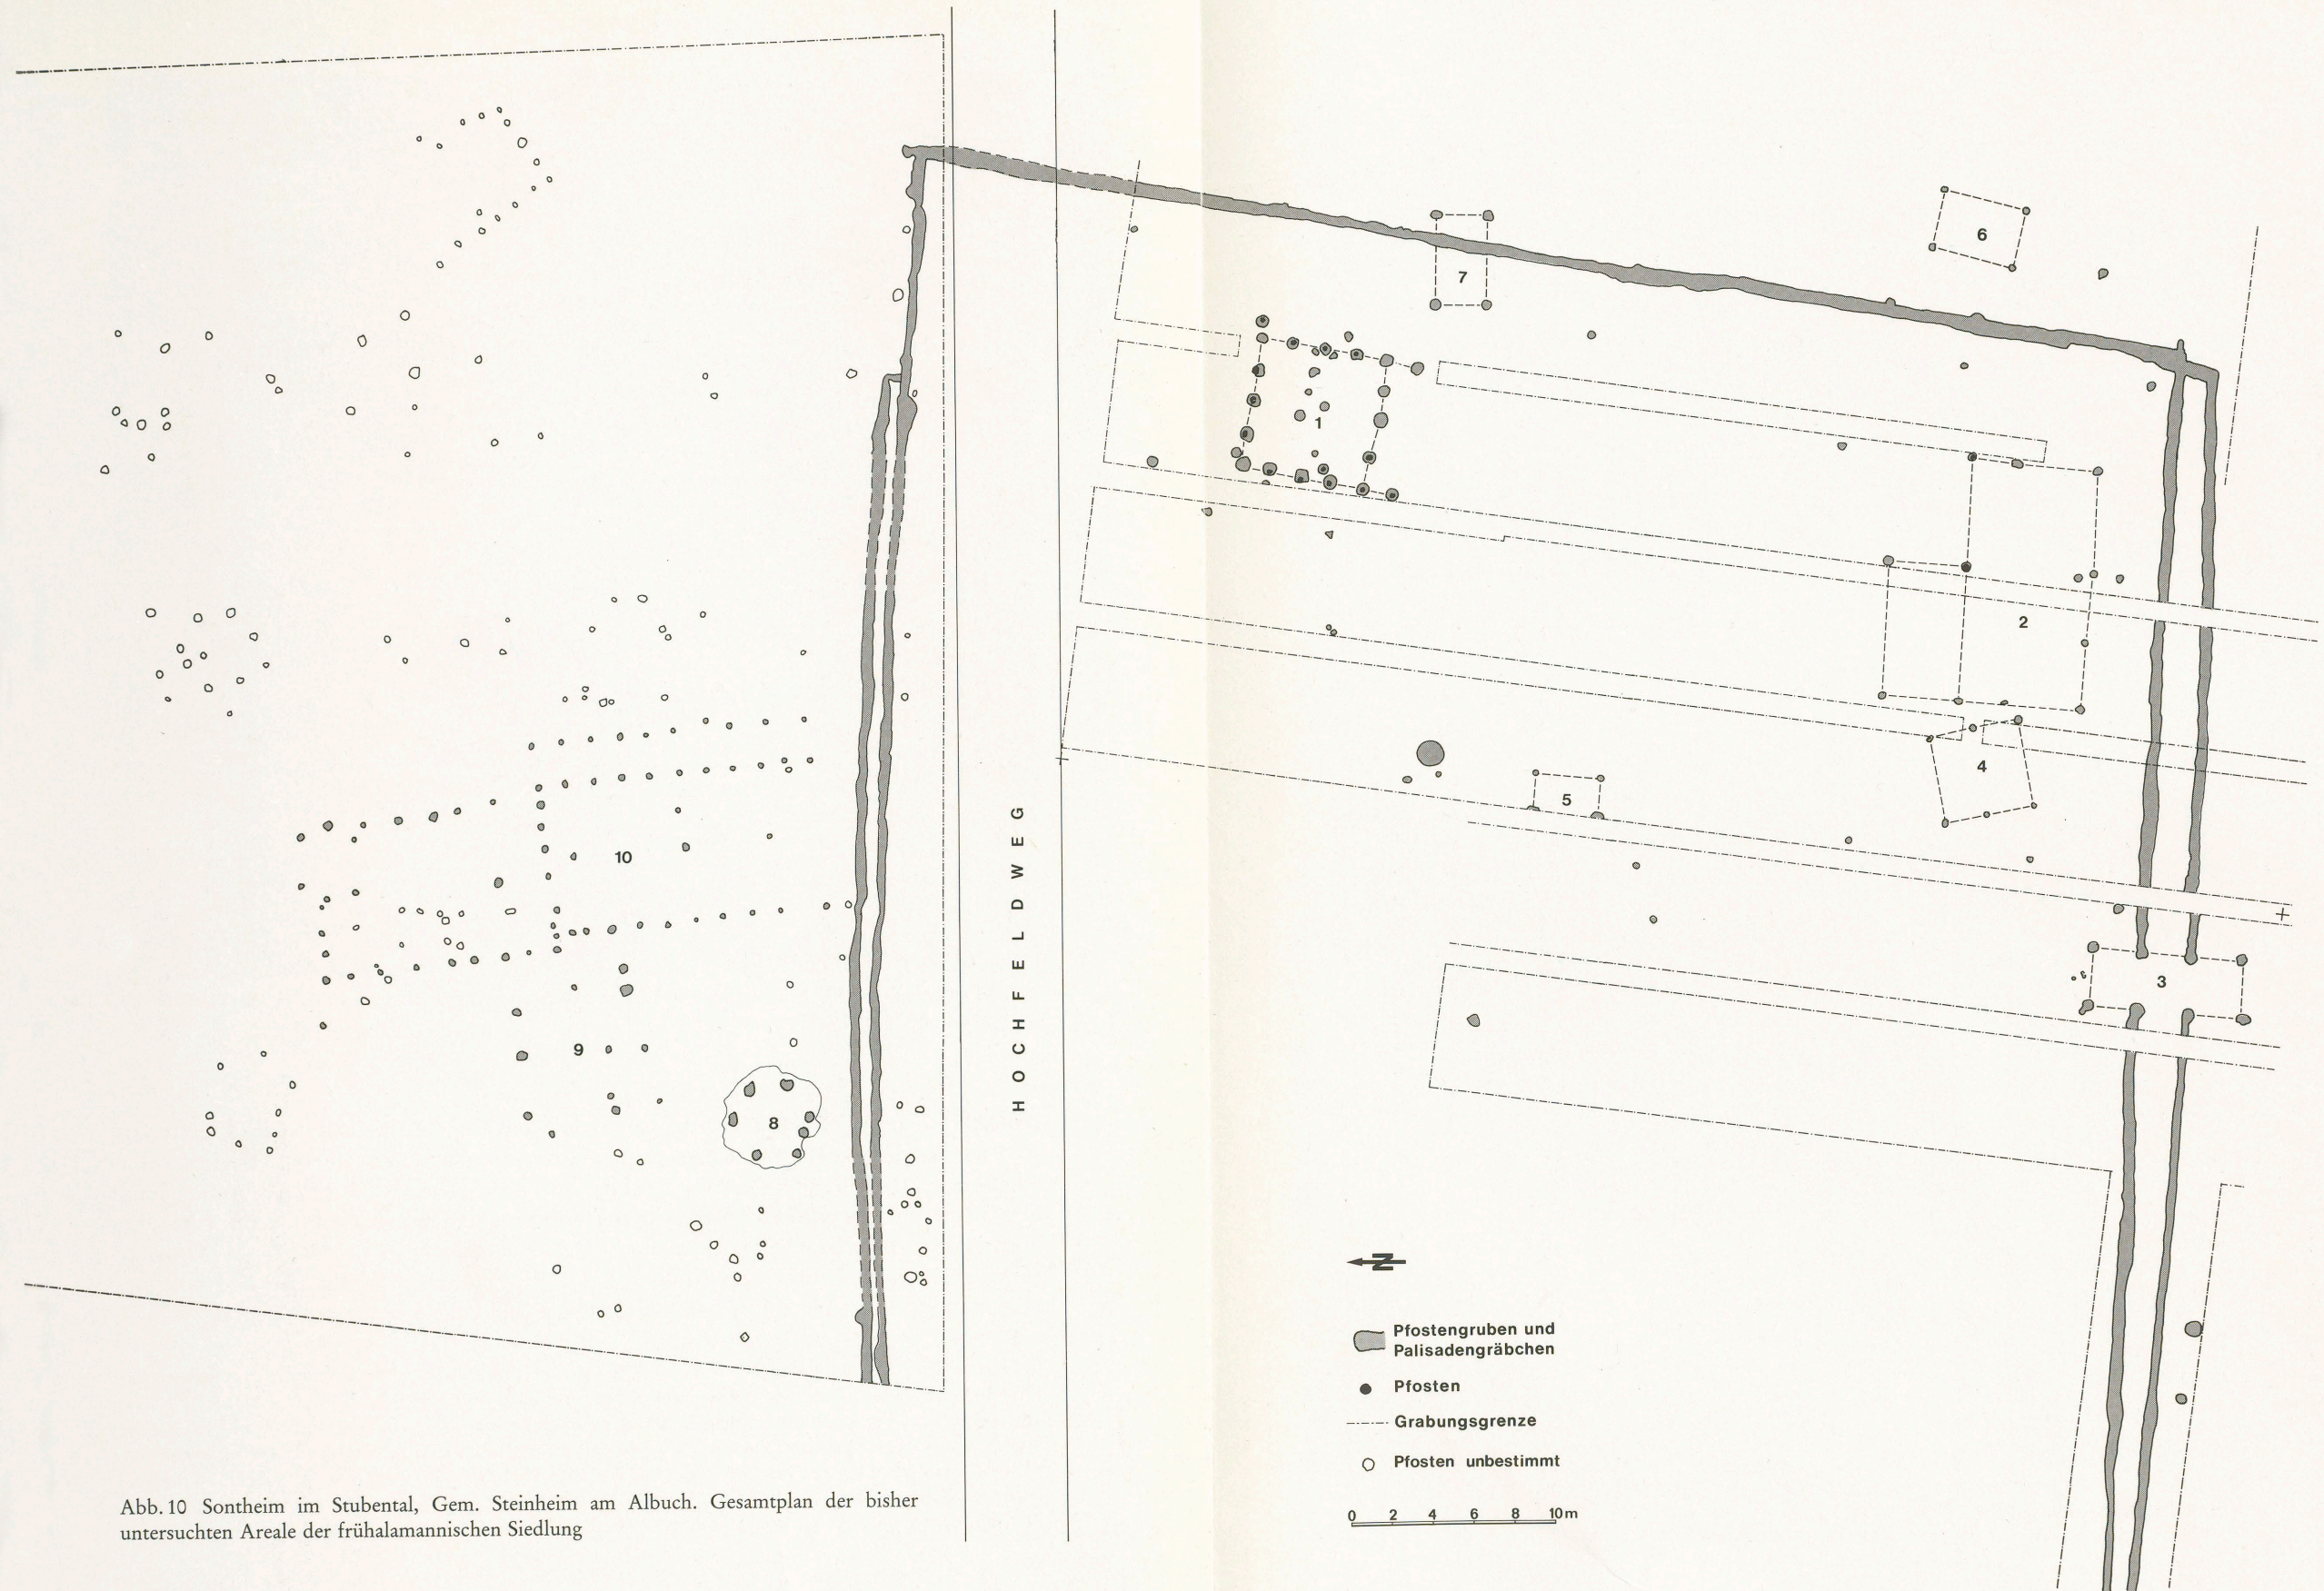 6
7
1
2
4
5
10
3
9
8
HOCHFELDWEG
N
Pfostengruben und
Palisadengräbchen
Pfosten
Grabungsgrenze
Pfosten unbestimmt
0 2 4 6 8 10m
Abb. 10 Sontheim im Stubental, Gem. Steinheim am Albuch. Gesamtplan der bisher
untersuchten Areale der frühalamannischen Siedlung